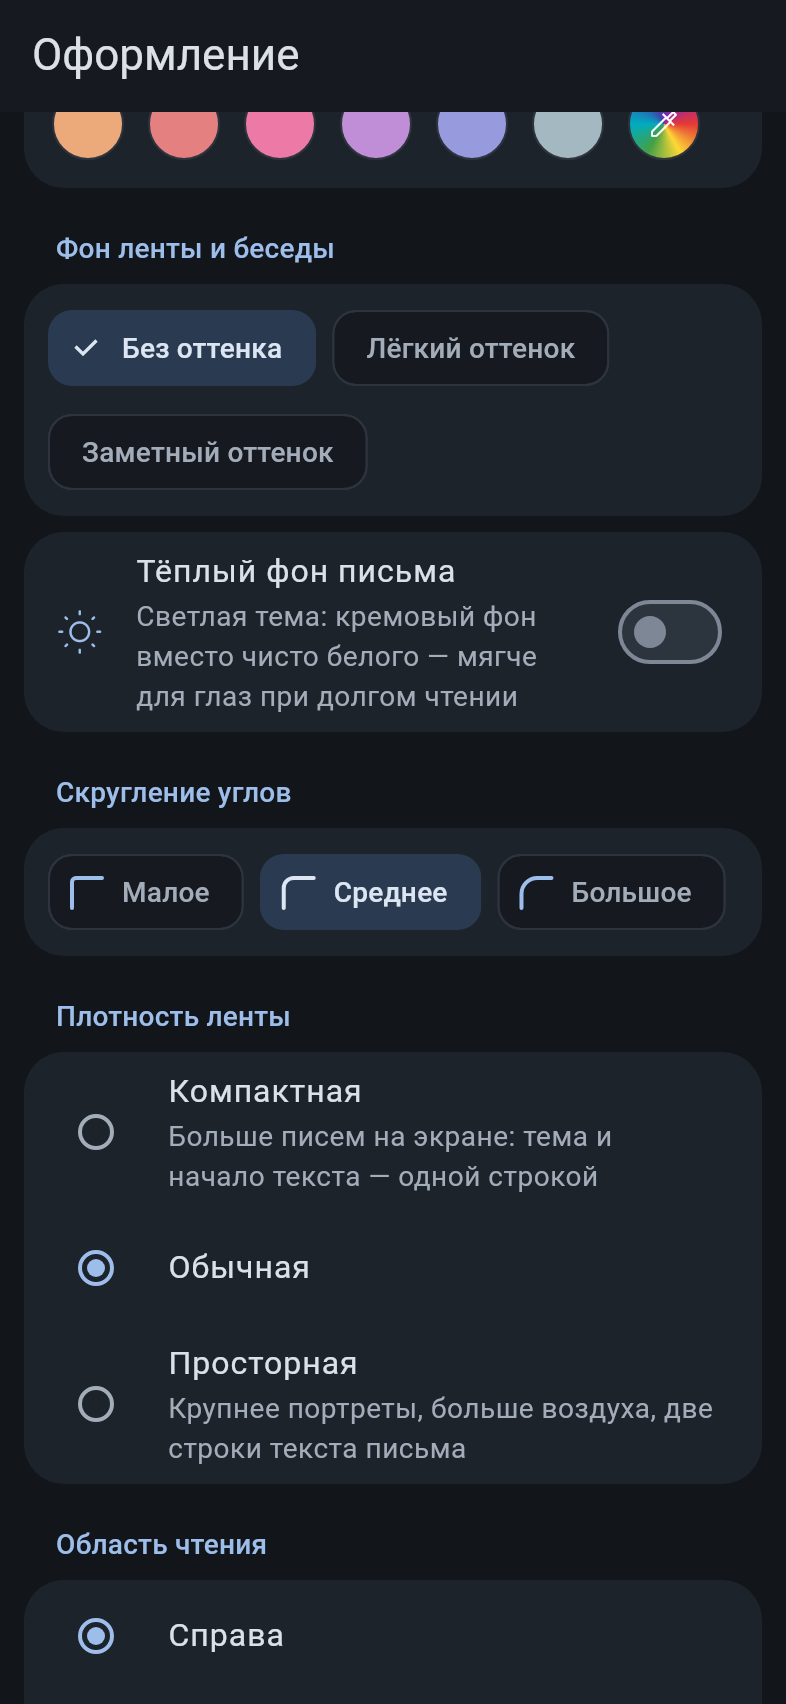 Оформление
Фон ленты и беседы
Без оттенка
Лёгкий оттенок
Заметный оттенок
Тёплый фон письма
Светлая тема: кремовый фон
вместо чисто белого — мягче
для глаз при долгом чтении
Скругление углов
Малое
Среднее
Большое
Плотность ленты
Компактная
Больше писем на экране: тема и
начало текста — одной строкой
Обычная
Просторная
Крупнее портреты, больше воздуха, две
строки текста письма
Область чтения
Справа